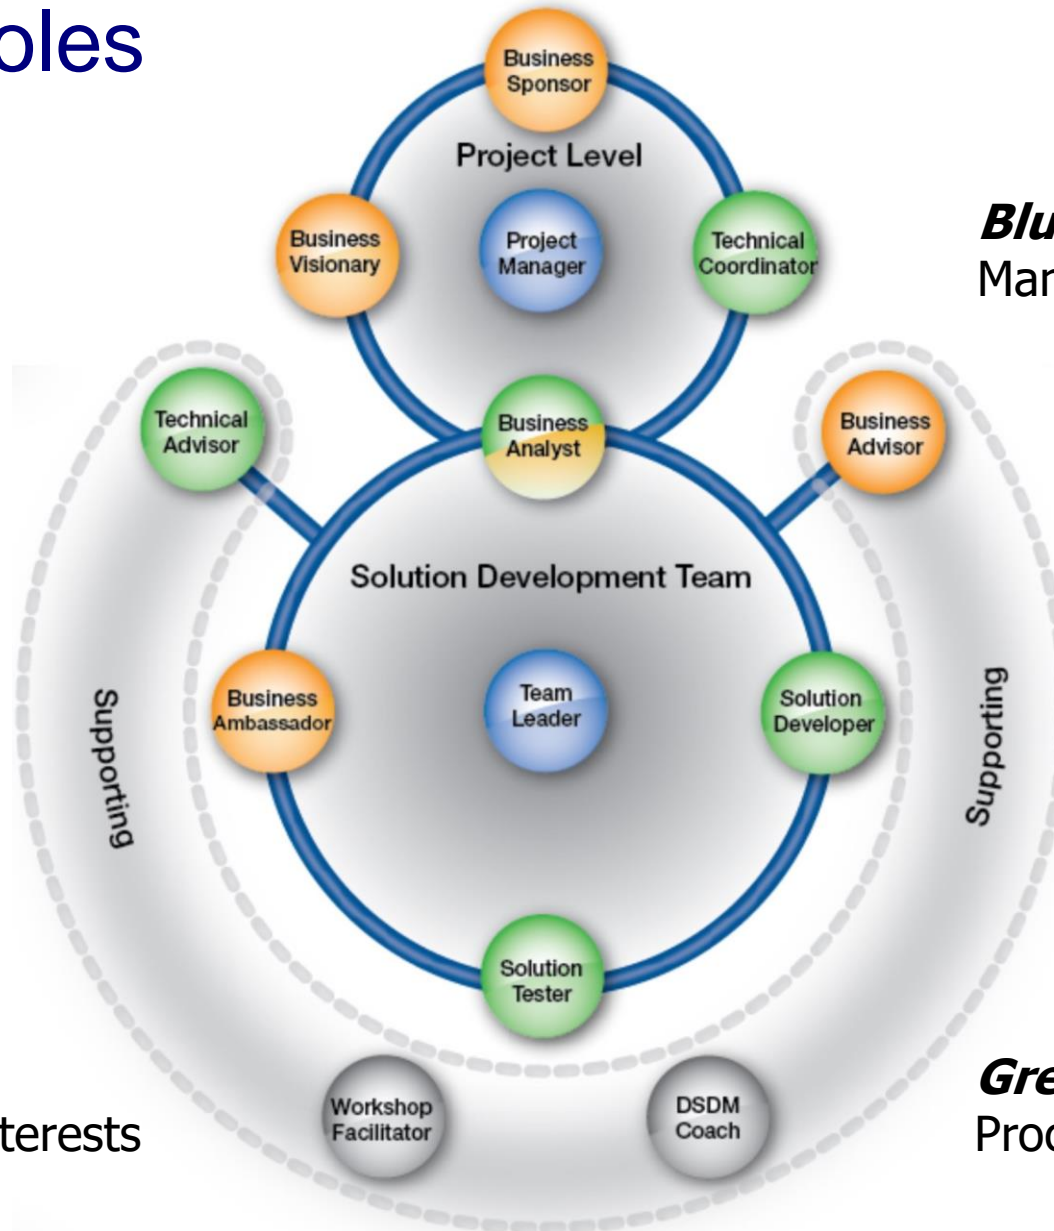 oles
Business
Sponsor
Project Level
Business
Visionary
Project
Manager
Technical
Coordinator
Blu
Man
Technical
Advisor
Business
Analyst
Business
Advisor
Solution Development Team
Business
Ambassador
Team
Leader
Solution
Developer
Supporting
Supporting
Solution
Tester
Workshop
Facilitator
DSDM
Coach
terests
Gre
Proc